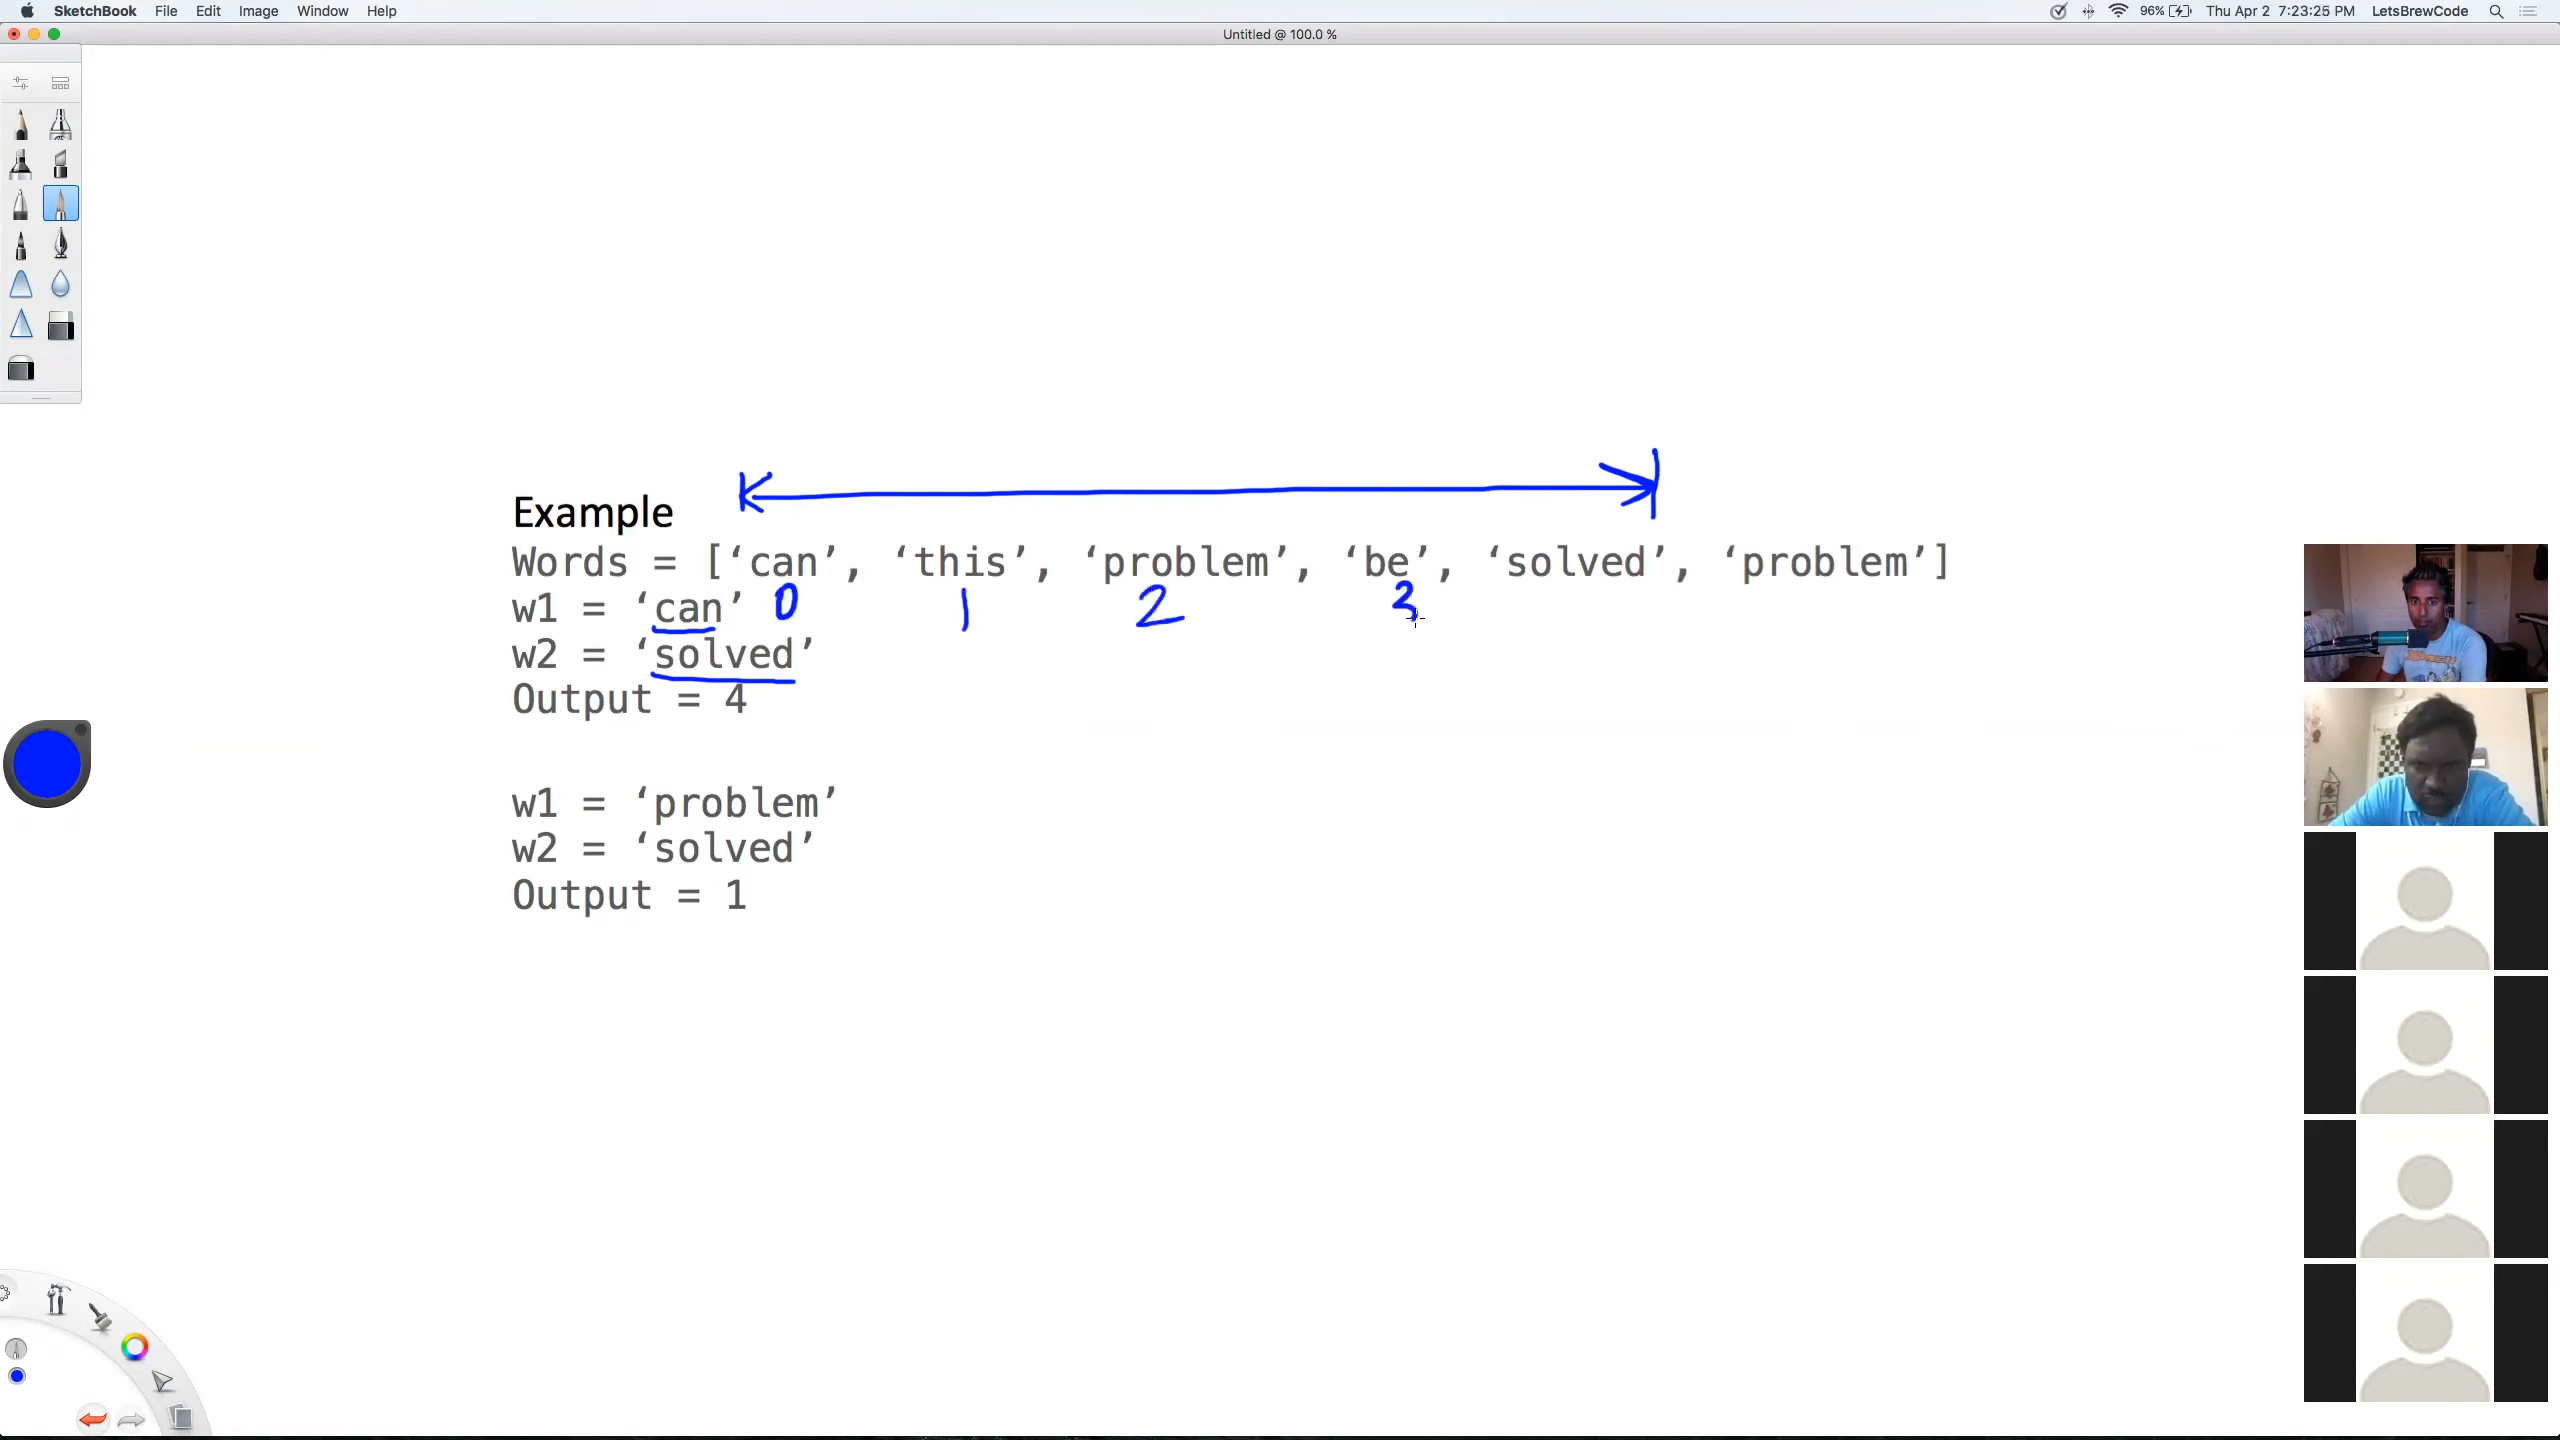 SketchBook File Edit Image Window Help 96% Thu Apr 2 7:23:25 PM LetsBrewCode
Untitled @ 100.0 %
Example
Words = [‘can’, ‘this’, ‘problem’, ‘be’, ‘solved’, ‘problem’]
w1 = ‘can’ 0 1 2 3
w2 = ‘solved’
Output = 4
w1 = ‘problem’
w2 = ‘solved’
Output = 1